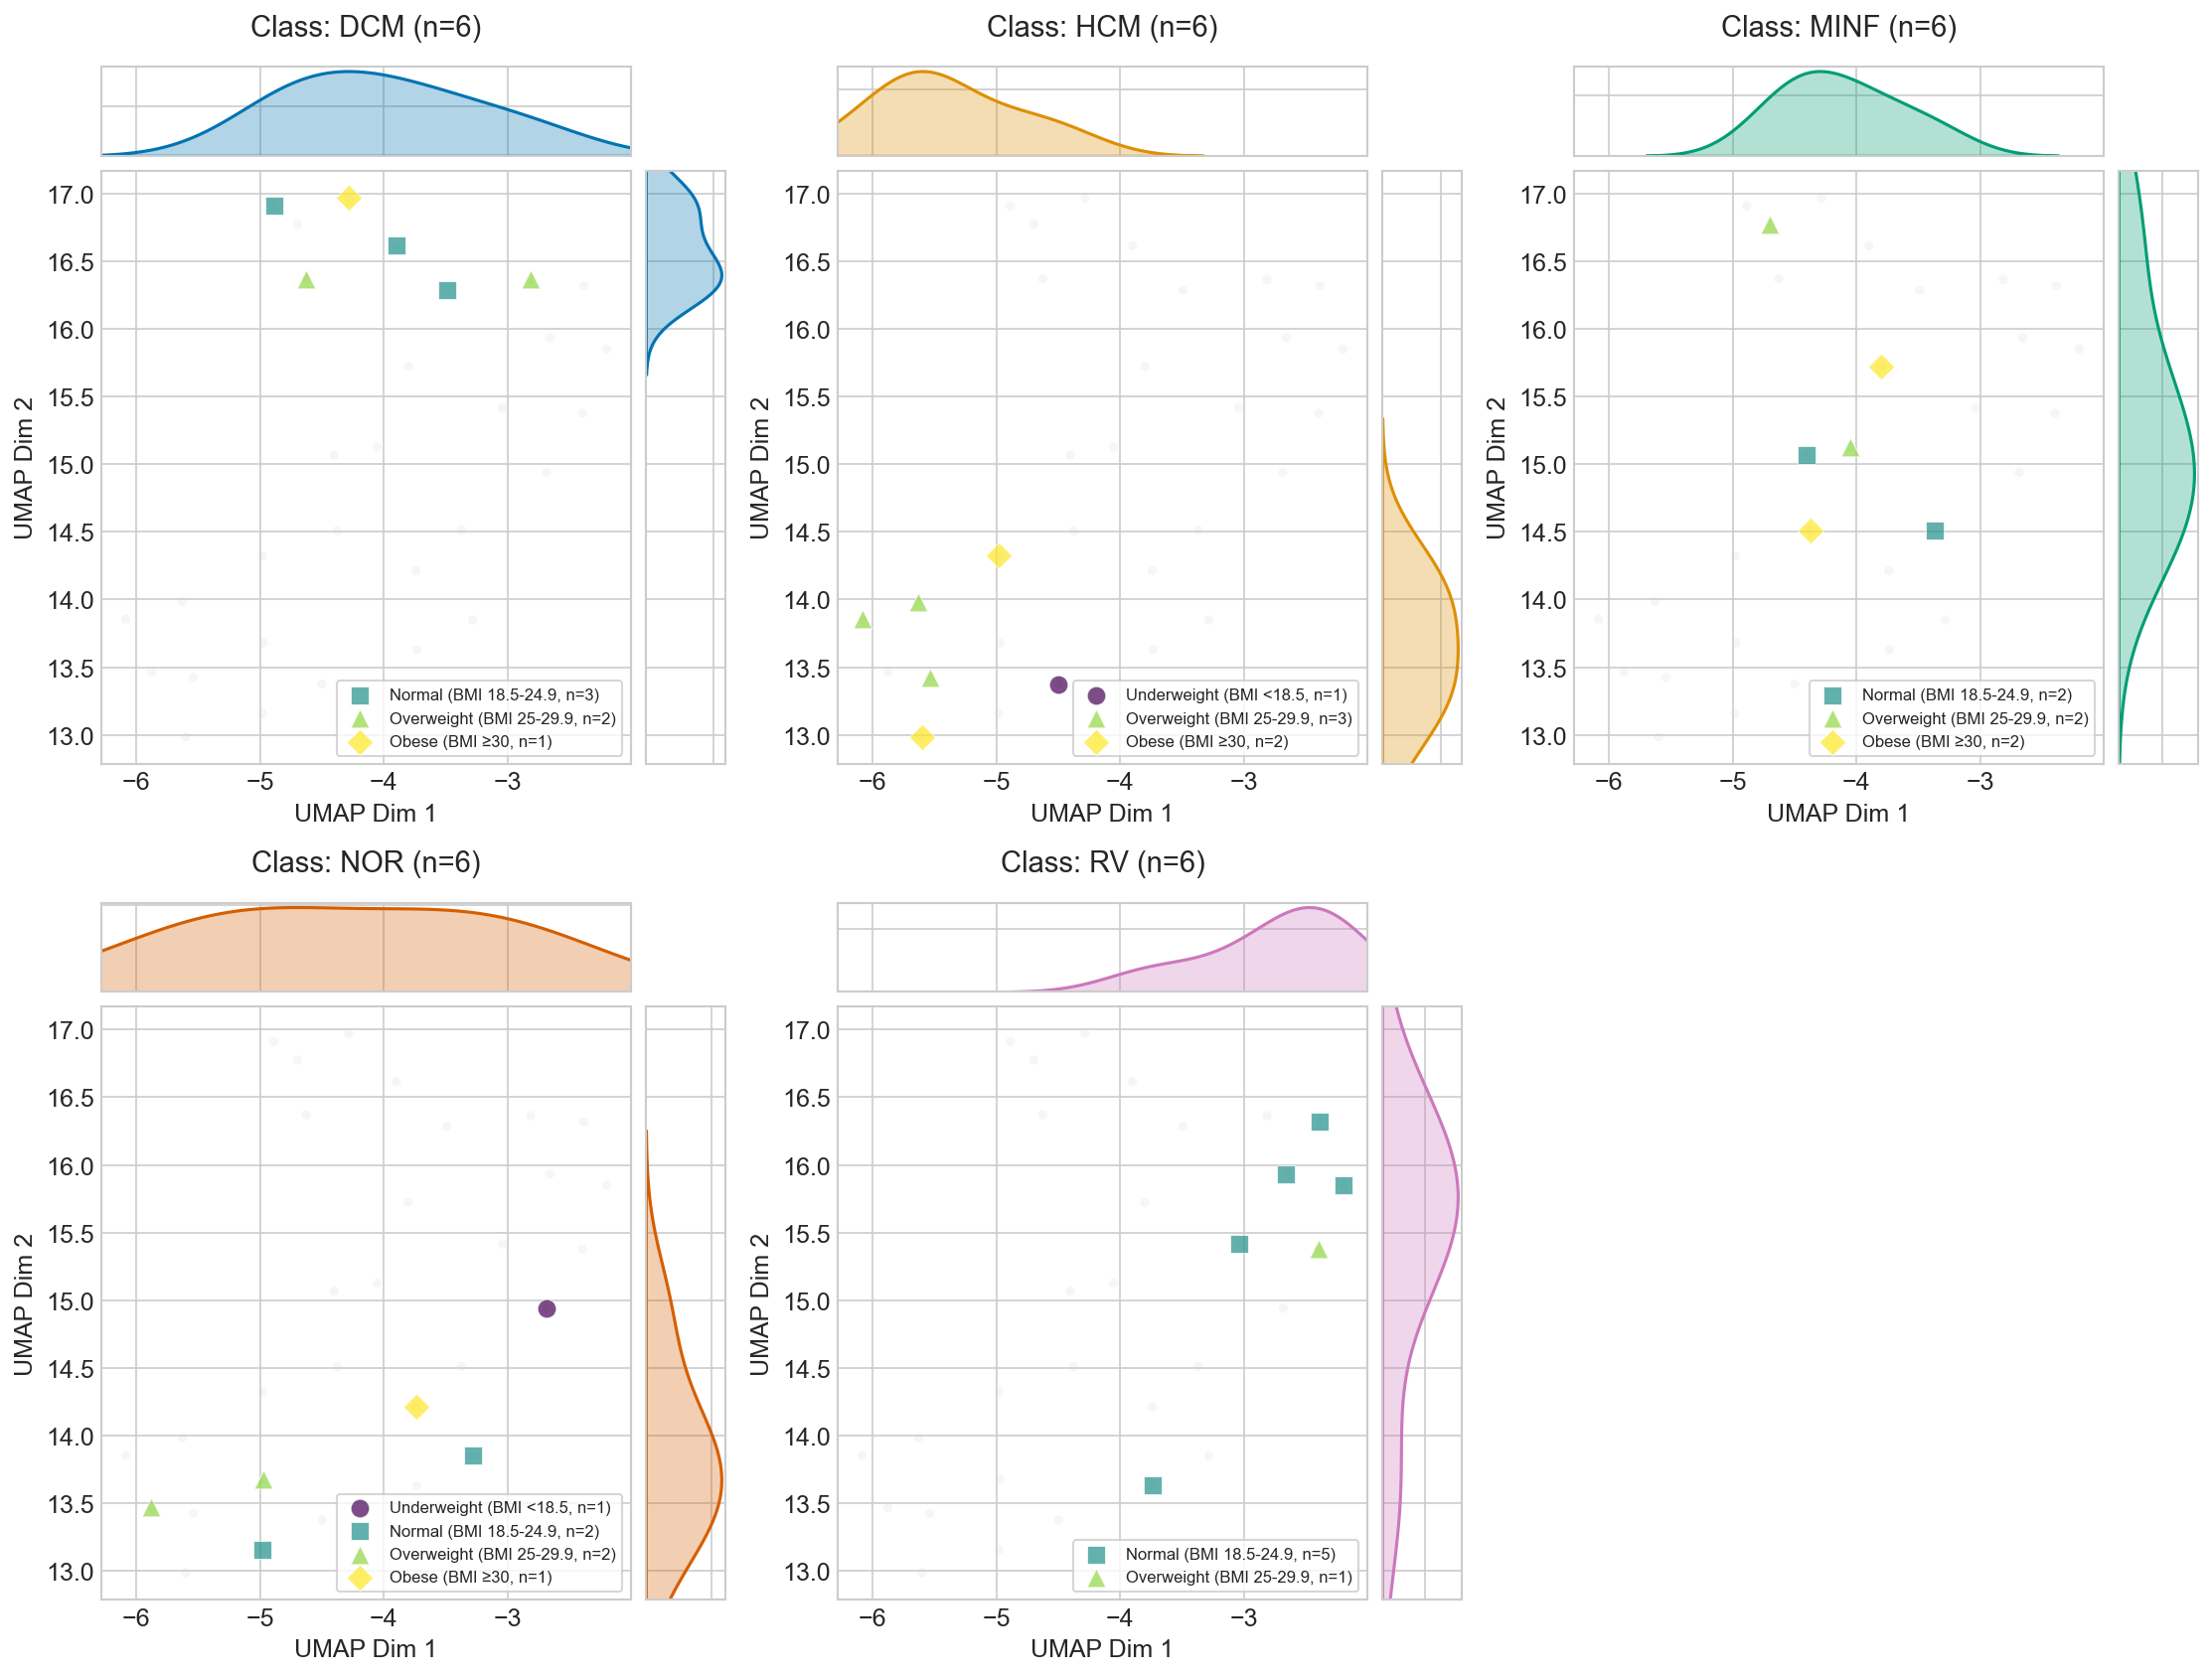 Class: DCM (n=6)
17.0
16.5
16.0
15.5
15.0
14.5
14.0
13.5
13.0
UMAP Dim 2
Normal (BMI 18.5-24.9, n=3)
Overweight (BMI 25-29.9, n=2)
Obese (BMI ≥30, n=1)
−6 −5 −4 −3
UMAP Dim 1
Class: HCM (n=6)
17.0
16.5
16.0
15.5
15.0
14.5
14.0
13.5
13.0
UMAP Dim 2
Underweight (BMI <18.5, n=1)
Overweight (BMI 25-29.9, n=3)
Obese (BMI ≥30, n=2)
−6 −5 −4 −3
UMAP Dim 1
Class: MINF (n=6)
17.0
16.5
16.0
15.5
15.0
14.5
14.0
13.5
13.0
UMAP Dim 2
Normal (BMI 18.5-24.9, n=2)
Overweight (BMI 25-29.9, n=2)
Obese (BMI ≥30, n=2)
−6 −5 −4 −3
UMAP Dim 1
Class: NOR (n=6)
17.0
16.5
16.0
15.5
15.0
14.5
14.0
13.5
13.0
UMAP Dim 2
Underweight (BMI <18.5, n=1)
Normal (BMI 18.5-24.9, n=2)
Overweight (BMI 25-29.9, n=2)
Obese (BMI ≥30, n=1)
−6 −5 −4 −3
UMAP Dim 1
Class: RV (n=6)
17.0
16.5
16.0
15.5
15.0
14.5
14.0
13.5
13.0
UMAP Dim 2
Normal (BMI 18.5-24.9, n=5)
Overweight (BMI 25-29.9, n=1)
−6 −5 −4 −3
UMAP Dim 1